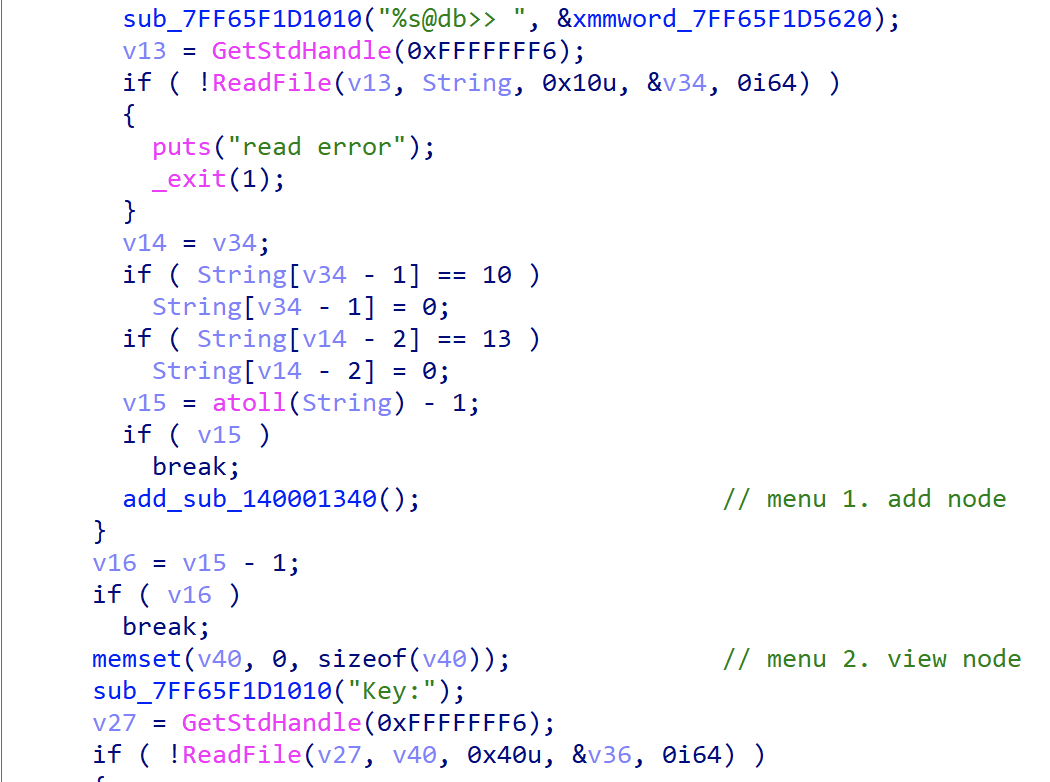 sub_7FF65F1D1010("%s@db>> ", &xmmword_7FF65F1D5620);
v13 = GetStdHandle(0xFFFFFFF6);
if ( !ReadFile(v13, String, 0x10u, &v34, 0i64) )
{
puts("read error");
_exit(1);
}
v14 = v34;
if ( String[v34 - 1] == 10 )
String[v34 - 1] = 0;
if ( String[v14 - 2] == 13 )
String[v14 - 2] = 0;
v15 = atoll(String) - 1;
if ( v15 )
break;
add_sub_140001340(); // menu 1. add node
}
v16 = v15 - 1;
if ( v16 )
break;
memset(v40, 0, sizeof(v40)); // menu 2. view node
sub_7FF65F1D1010("Key:");
v27 = GetStdHandle(0xFFFFFFF6);
if ( !ReadFile(v27, v40, 0x40u, &v36, 0i64) )
{